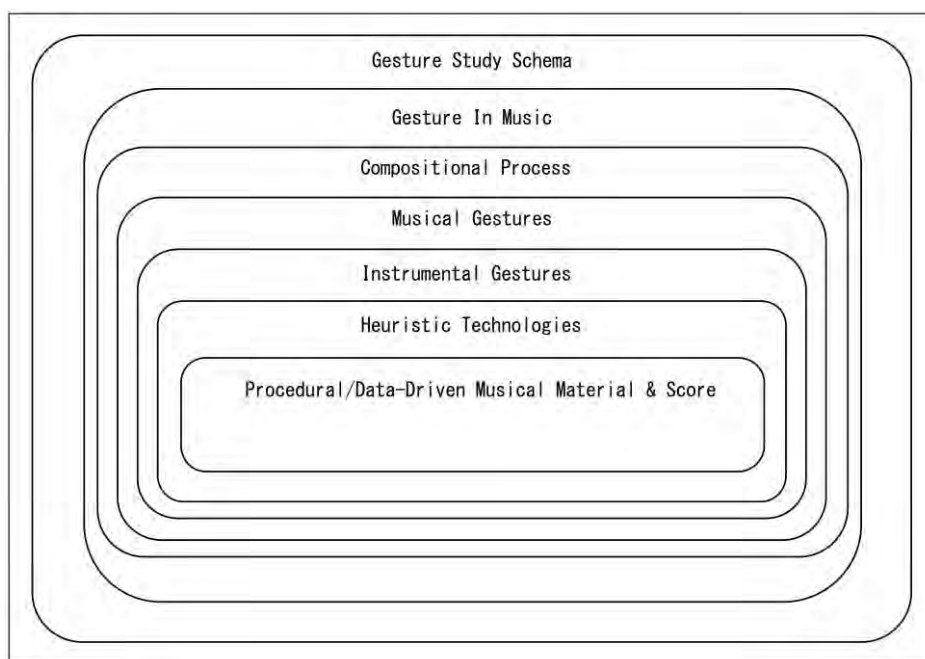 Gesture Study Schema
Gesture In Music
Compositional Process
Musical Gestures
Instrumental Gestures
Heuristic Technologies
Procedural/Data-Driven Musical Material & Score